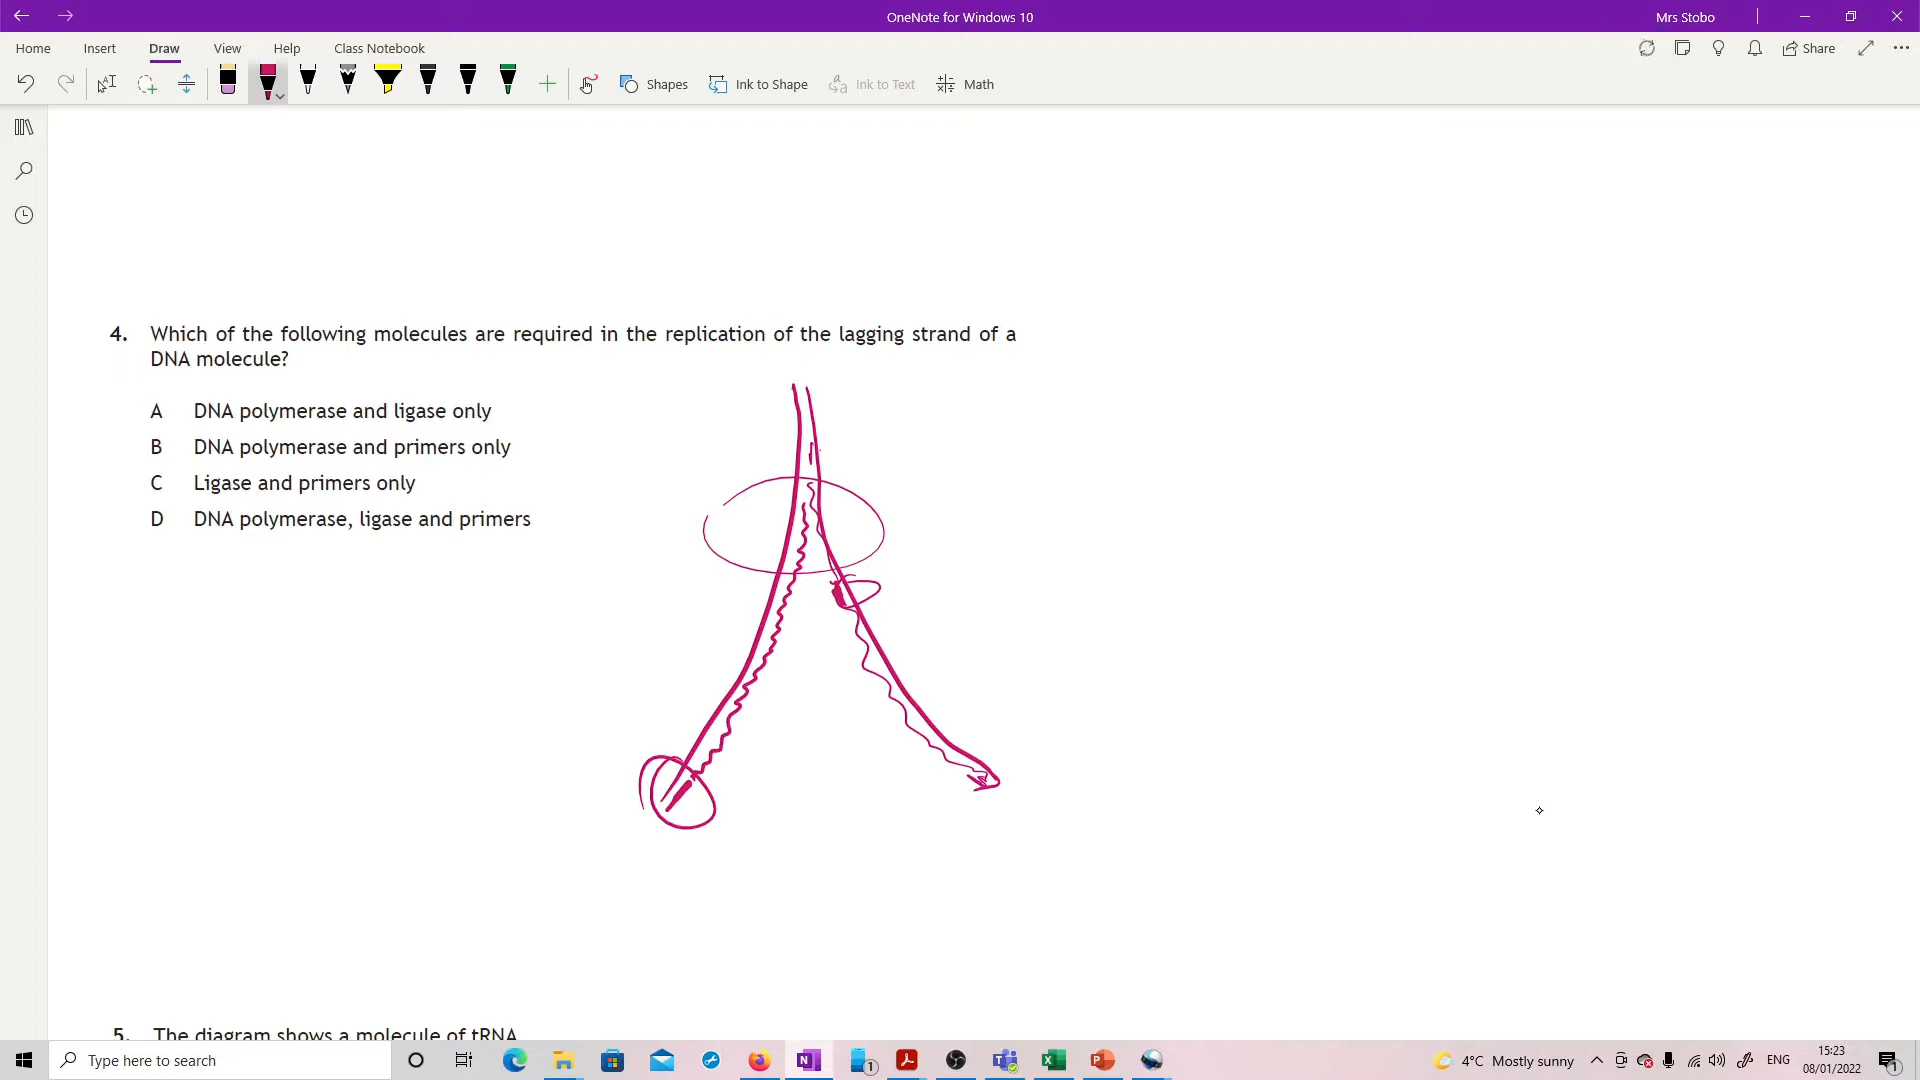 OneNote for Windows 10
Mrs Stobo
Home Insert Draw View Help Class Notebook
Share
Shapes Ink to Shape Ink to Text Math
4. Which of the following molecules are required in the replication of the lagging strand of a
DNA molecule?
A DNA polymerase and ligase only
B DNA polymerase and primers only
C Ligase and primers only
D DNA polymerase, ligase and primers
5. The diagram shows a molecule of tRNA
Type here to search
4°C Mostly sunny
ENG
15:23
08/01/2022